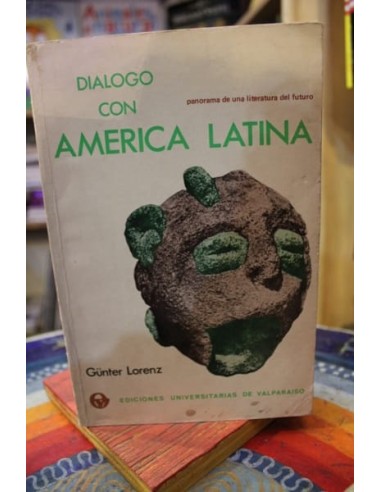 DIALOGO
CON
panorama de una literatura del futuro
AMERICA LATINA
Günter Lorenz
EDICIONES UNIVERSITARIAS DE VALPARAISO